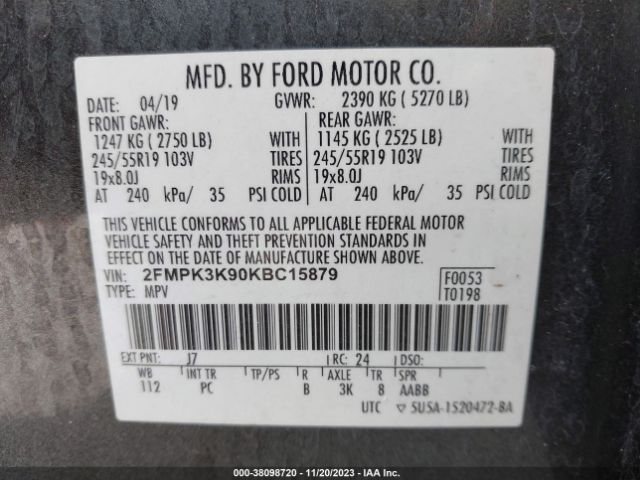 MFD. BY FORD MOTOR CO.
DATE: 04/19 GVWR: 2390 KG ( 5270 LB)
FRONT GAWR: REAR GAWR:
1247 KG ( 2750 LB) WITH 1145 KG ( 2525 LB) WITH
245/55R19 103V TIRES 245/55R19 103V TIRES
19x8.0J RIMS 19x8.0J RIMS
AT 240 kPa/ 35 PSI COLD AT 240 kPa/ 35 PSI COLD
THIS VEHICLE CONFORMS TO ALL APPLICABLE FEDERAL MOTOR
VEHICLE SAFETY AND THEFT PREVENTION STANDARDS IN
EFFECT ON THE DATE OF MANUFACTURE SHOWN ABOVE.
VIN: 2FMPK3K90KBC15879 F0053
TYPE: MPV T0198
EXT PNT: J7 RC: 24 DSO:
WB INT TR TP/PS R AXLE TR SPR
112 PC B 3K 8 AABB
UTC ▽ 5U5A-1520472-BA
IAA - 38098720 - 11/20/2023 - IAA Inc.